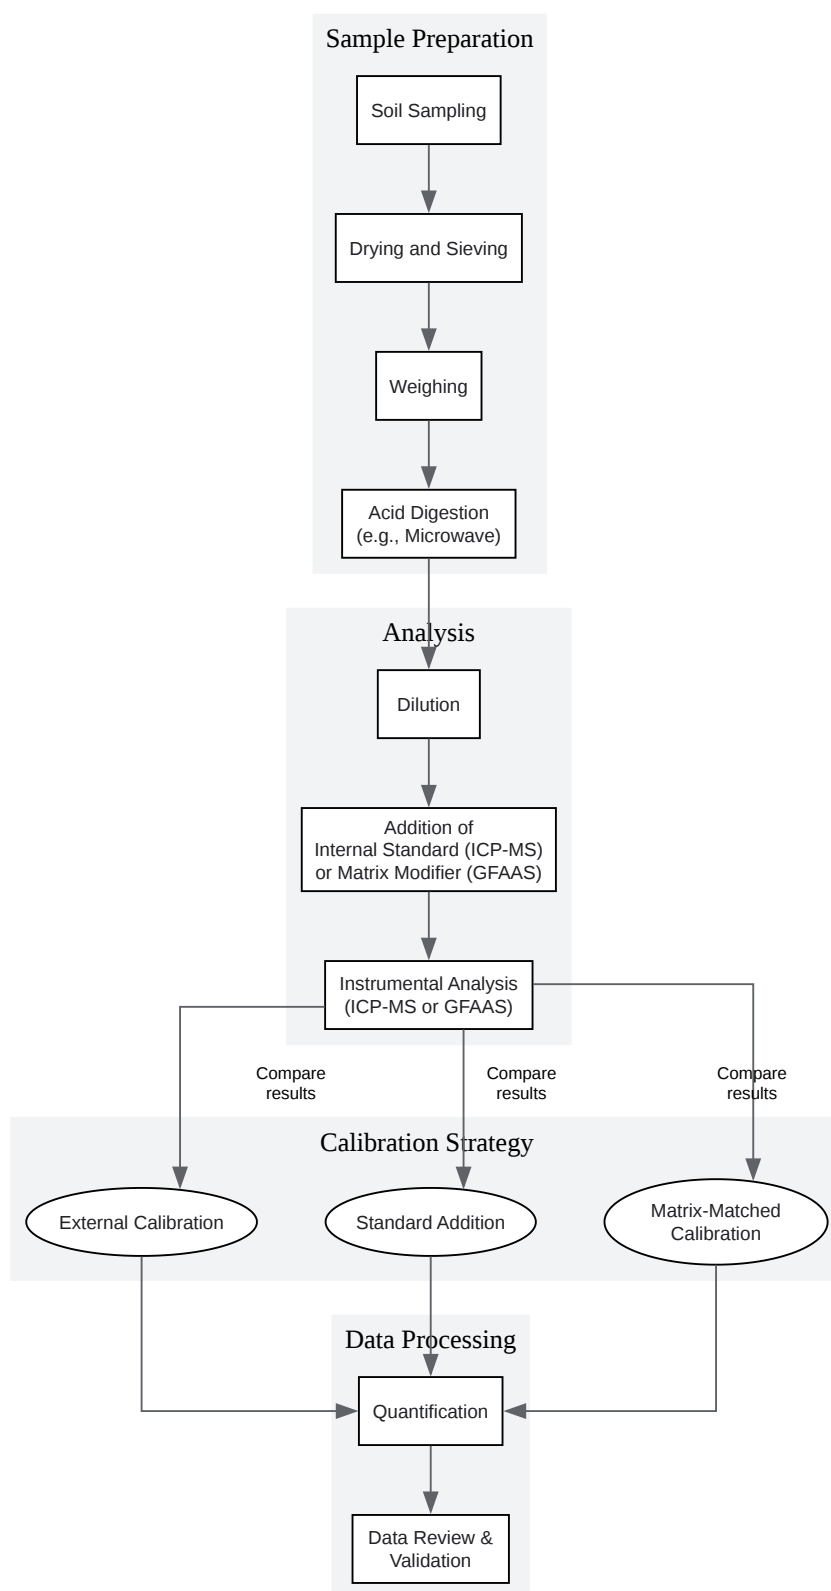 Sample Preparation
Soil Sampling
Drying and Sieving
Weighing
Acid Digestion
(e.g., Microwave)
Analysis
Dilution
Addition of
Internal Standard (ICP-MS)
or Matrix Modifier (GFAAS)
Instrumental Analysis
(ICP-MS or GFAAS)
Compare
results
Compare
results
Compare
results
Calibration Strategy
External Calibration
Standard Addition
Matrix-Matched
Calibration
Data Processing
Quantification
Data Review &
Validation